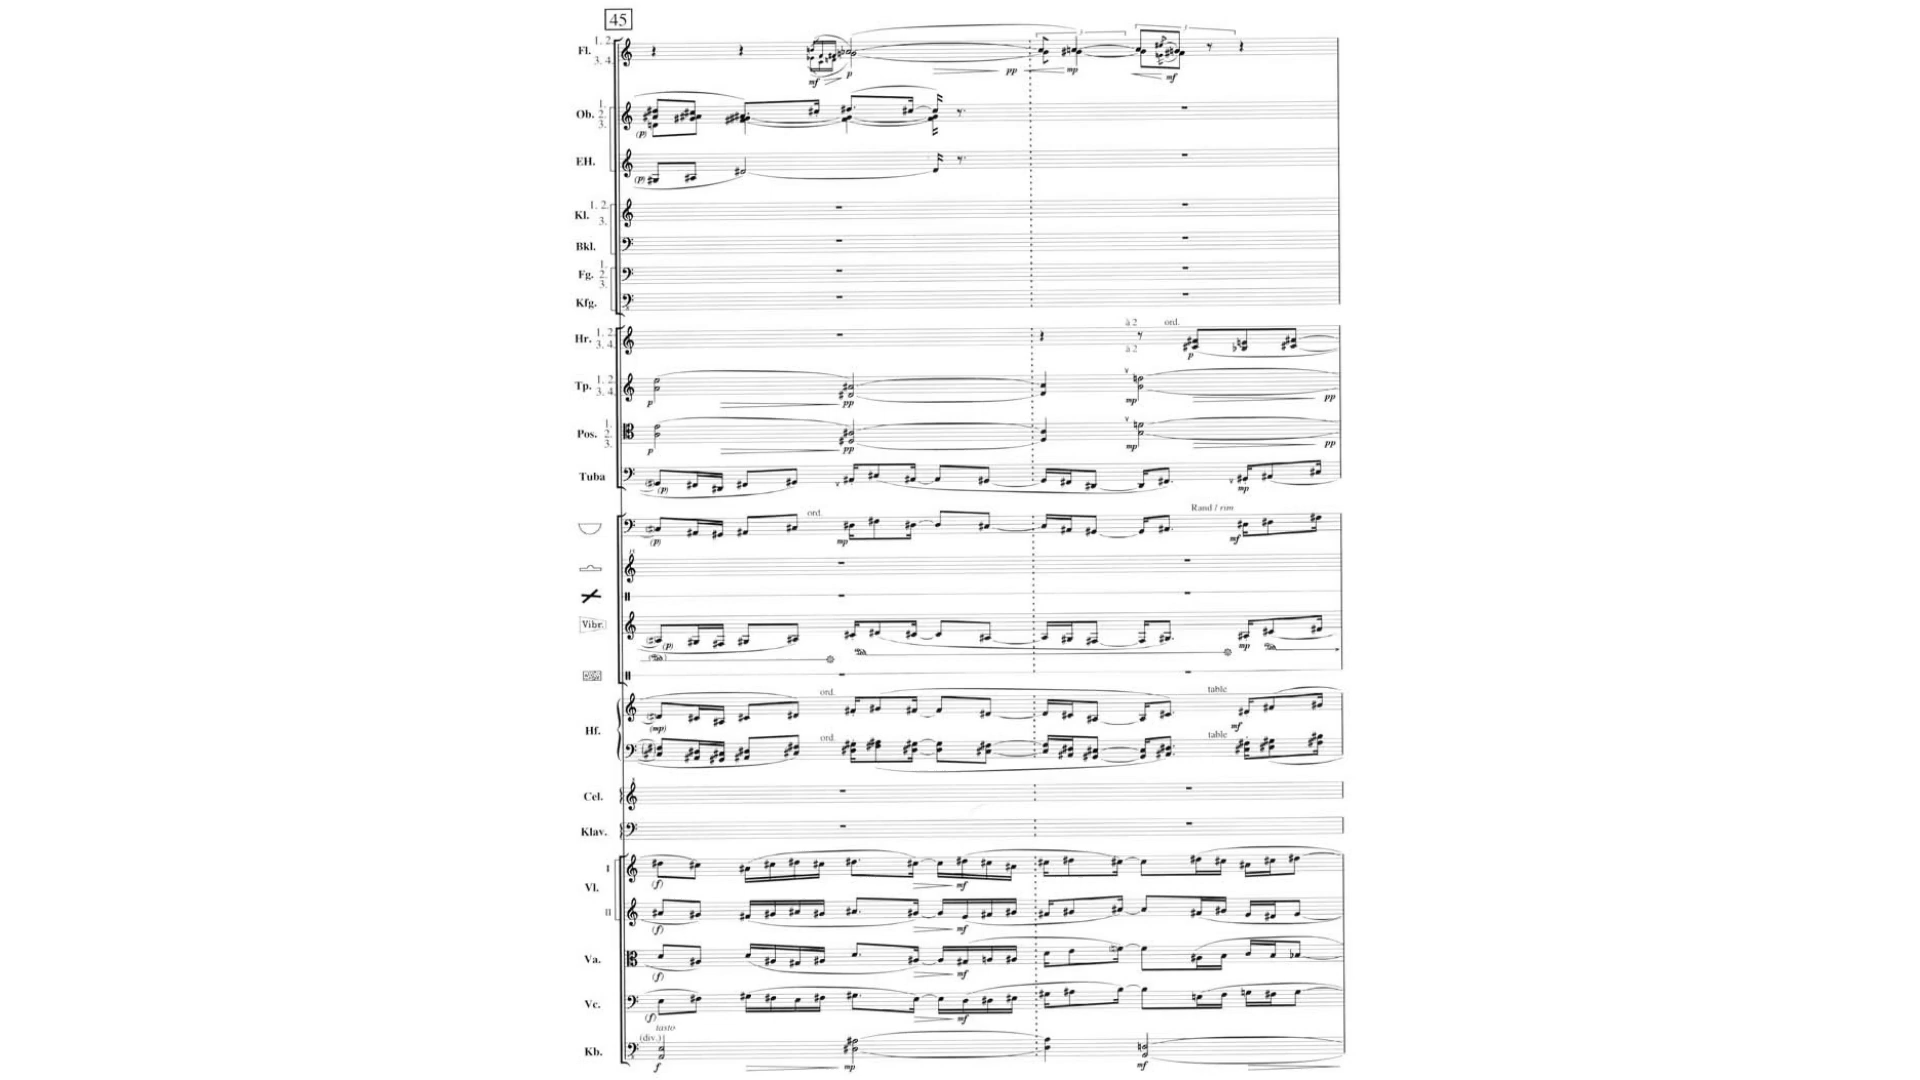 45
Fl. 1. 2. 3. 4.
mf p pp mp mf
Ob. 1. 2. 3.
(p)
EH.
(p)
Kl. 1. 2. 3.
Bkl.
Fg. 1. 2. 3.
Kfg.
à 2 ord.
Hr. 1. 2. 3. 4.
à 2 p
Tp. 1. 2. 3. 4.
p pp mp pp
Pos. 1. 2. 3.
p pp mp pp
Tuba
(p) mp
ord. Rand / rim
(p) mp mf
Vibr.
(p) mp
ord. table
(mp) mf
Hf.
ord. table
Cel.
Klav.
I
Vl.
(f) mf
II
(f) mf
Va.
(f) mf
Vc.
(f) mf
tasto
(div.)
Kb.
f mp mf